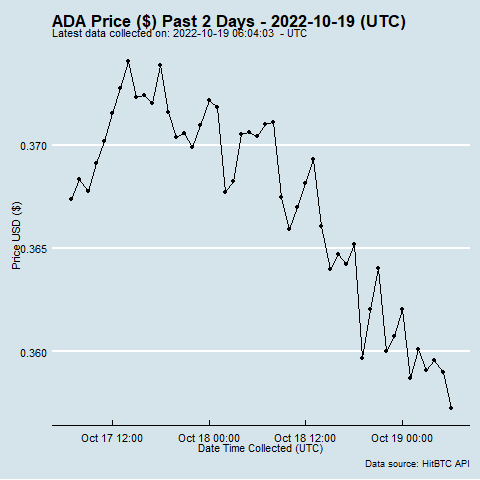 ADA Price ($) Past 2 Days - 2022-10-19 (UTC)
Latest data collected on: 2022-10-19 06:04:03  - UTC
0.370
0.365
0.360
Price USD ($)
Oct 17 12:00
Oct 18 00:00
Oct 18 12:00
Oct 19 00:00
Date Time Collected (UTC)
Data source: HitBTC API